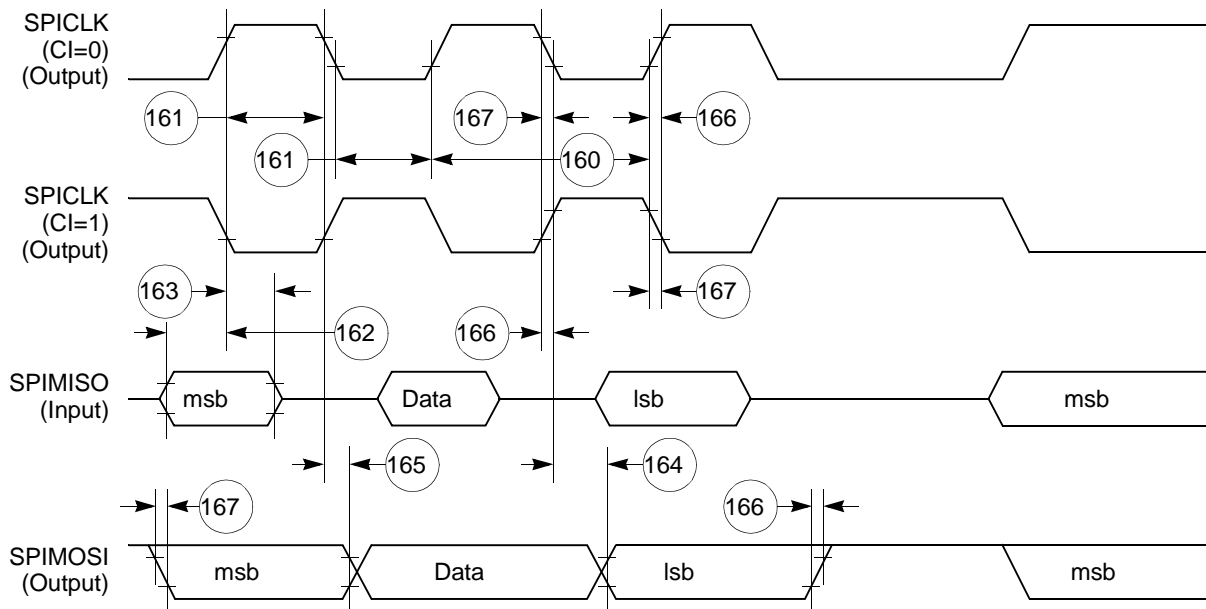 SPICLK
(CI=0)
(Output)
161
167
166
161
160
SPICLK
(CI=1)
(Output)
163
167
162
166
SPIMISO
(Input)
msb
Data
lsb
msb
165
164
167
166
SPIMOSI
(Output)
msb
Data
lsb
msb